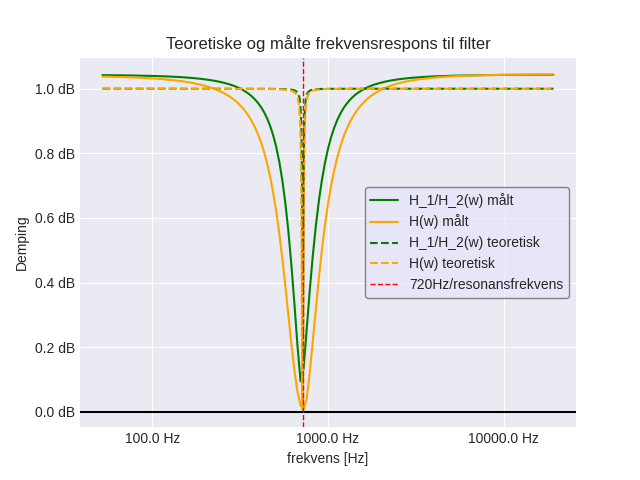 Teoretiske og målte frekvensrespons til filter
1.0 dB
0.8 dB
0.6 dB
0.4 dB
0.2 dB
0.0 dB
Demping
H_1/H_2(w) målt
H(w) målt
H_1/H_2(w) teoretisk
H(w) teoretisk
720Hz/resonansfrekvens
100.0 Hz
1000.0 Hz
10000.0 Hz
frekvens [Hz]